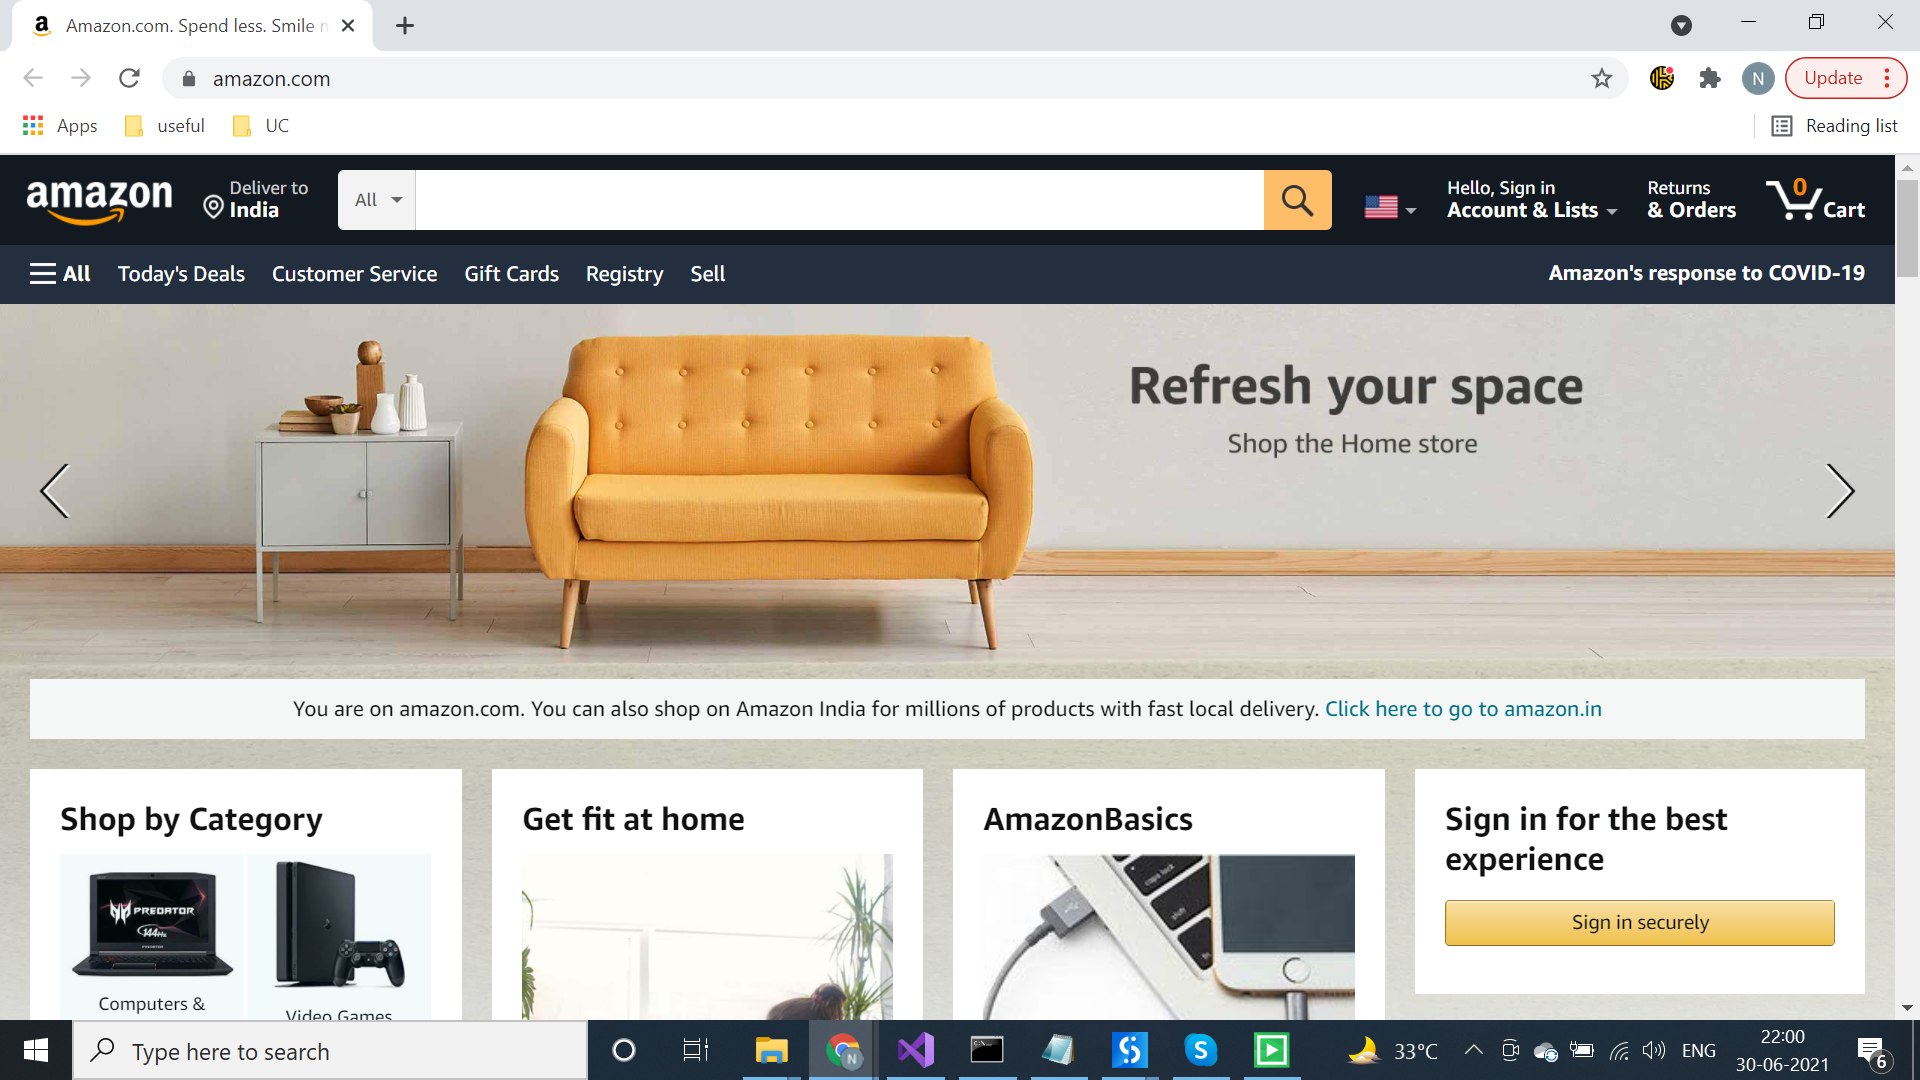 Amazon.com. Spend less. Smile
amazon.com
Update
N
Apps
useful
UC
Reading list
amazon
Deliver to
India
All
Hello, Sign in
Account & Lists
Returns
& Orders
0
Cart
All
Today's Deals
Customer Service
Gift Cards
Registry
Sell
Amazon's response to COVID-19
Refresh your space
Shop the Home store
You are on amazon.com. You can also shop on Amazon India for millions of products with fast local delivery. Click here to go to amazon.in
Shop by Category
PREDATOR
144Hz
Computers &
Video Games
Get fit at home
AmazonBasics
caps lock
shift
Sign in for the best
experience
Sign in securely
Type here to search
N
33°C
ENG
22:00
30-06-2021
6